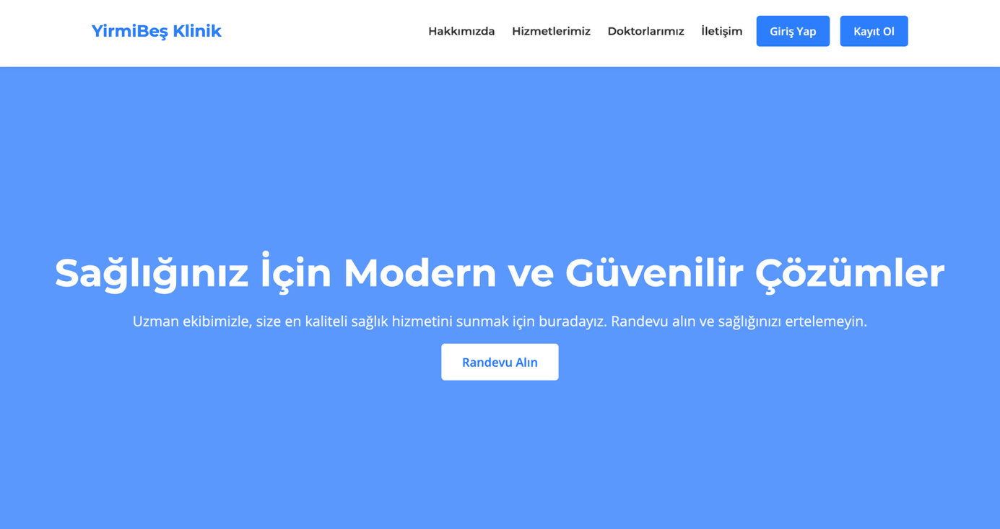 YirmiBeş Klinik
Hakkımızda Hizmetlerimiz Doktorlarımız İletişim Giriş Yap Kayıt Ol
Sağlığınız İçin Modern ve Güvenilir Çözümler
Uzman ekibimizle, size en kaliteli sağlık hizmetini sunmak için buradayız. Randevu alın ve sağlığınızı ertelemeyin.
Randevu Alın